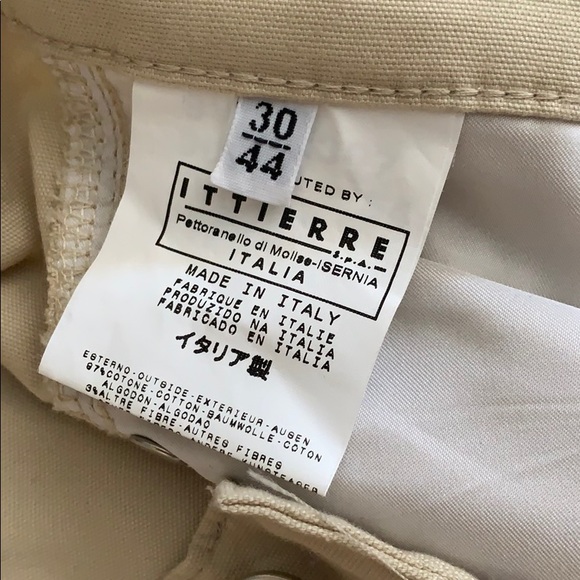 30
44
UTED BY :
ITTIERRE
S.p.A.
Pettoranello di Molise-ISERNIA
ITALIA
MADE IN ITALY
FABRIQUE EN ITALIE
PRODUZIDO NA ITALIA
FABRICADO EN ITALIA
イタリア製
ESTERNO-OUTSIDE-EXTERIEUR-AUSEN
97%COTONE-COTTON-BAUMWOLLE-COTON
ALGODON-ALGODAO
3%ALTRE FIBRE-AUTRES FIBRES